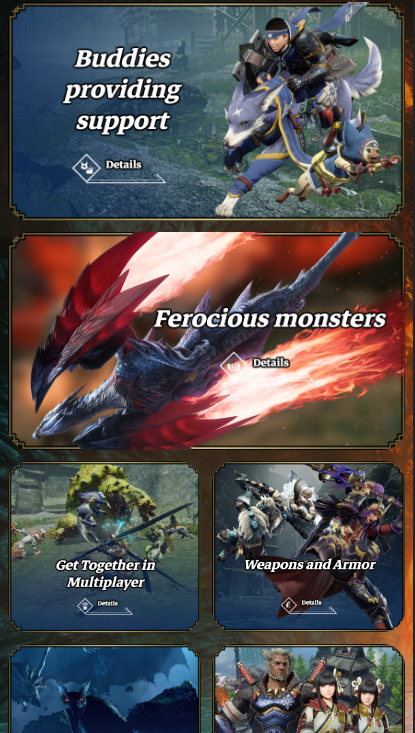 Buddies
providing
support
Details
Ferocious monsters
Details
Get Together in
Multiplayer
Details
Weapons and Armor
Details